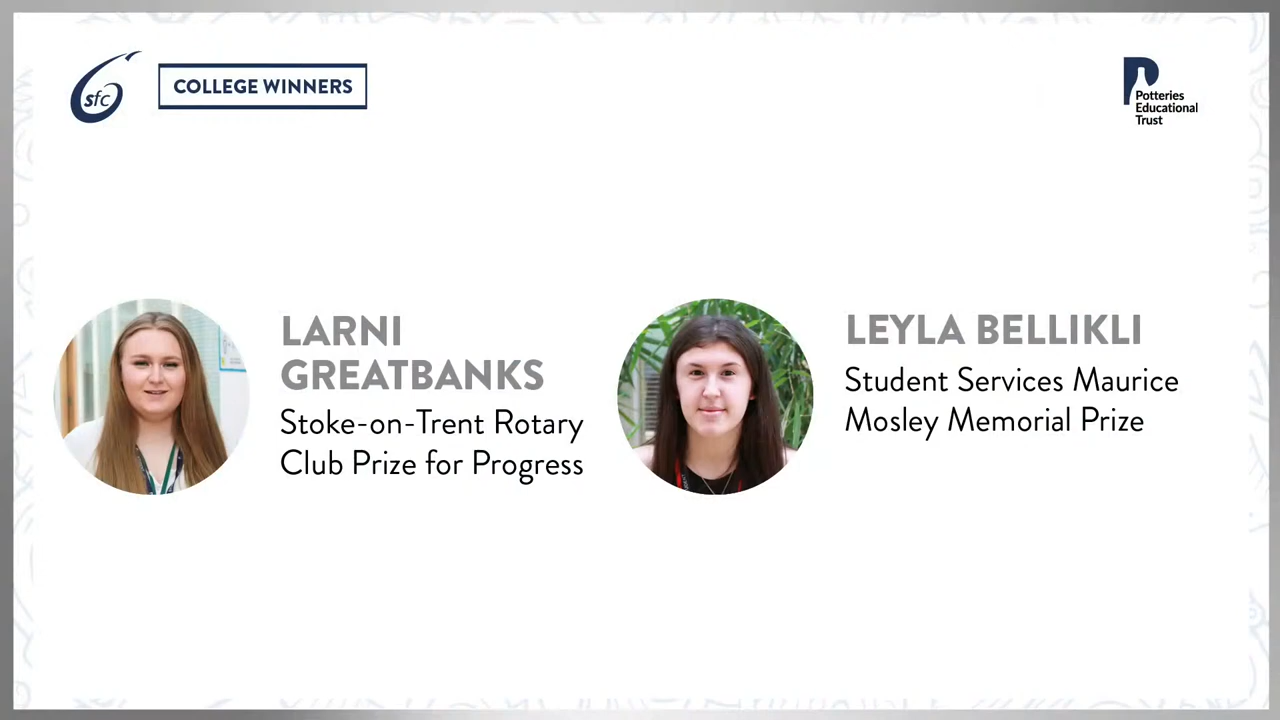 sfc
COLLEGE WINNERS
Potteries
Educational
Trust
LARNI
GREATBANKS
Stoke-on-Trent Rotary
Club Prize for Progress
LEYLA BELLIKLI
Student Services Maurice
Mosley Memorial Prize